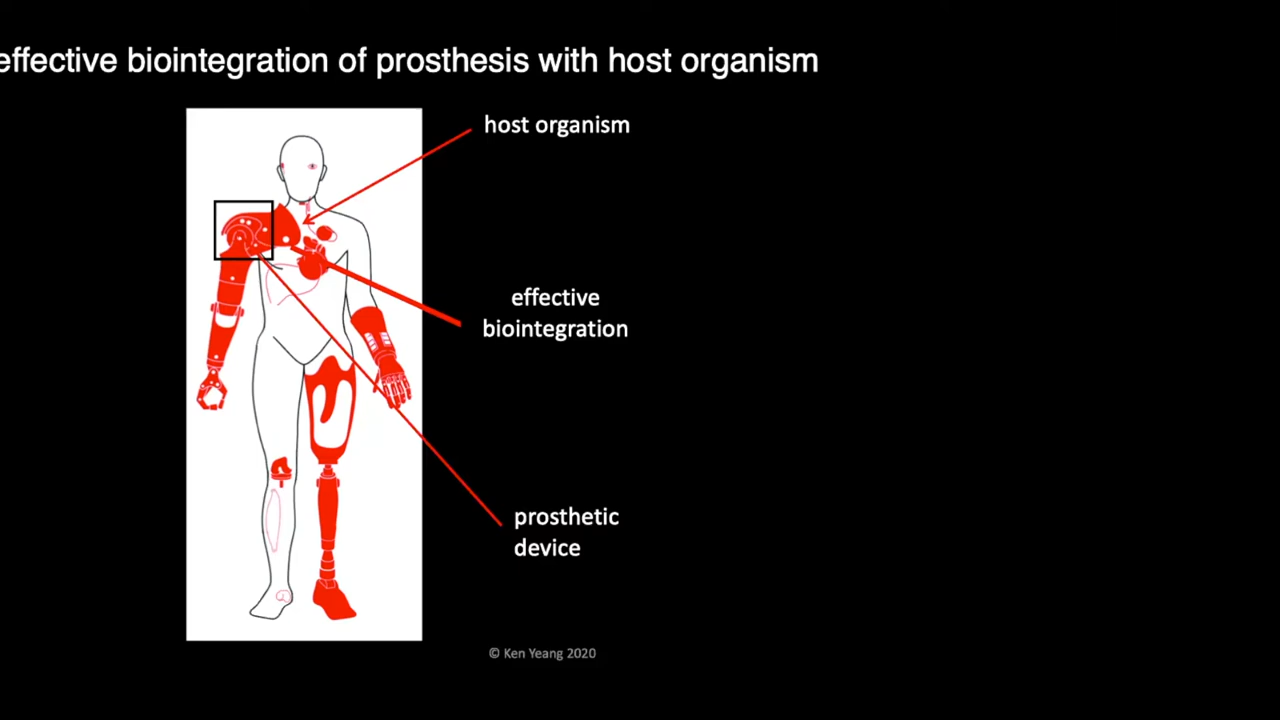 effective biointegration of prosthesis with host organism
host organism
effective
biointegration
prosthetic
device
© Ken Yeang 2020